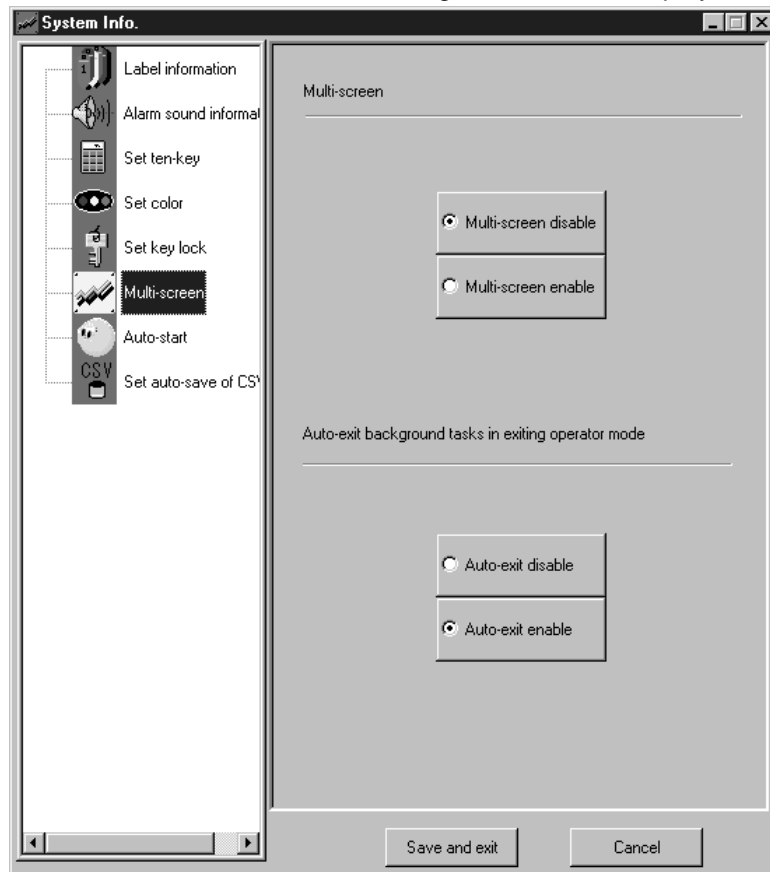 System Info.
Label information
Alarm sound informat
Set ten-key
Set color
Set key lock
Multi-screen
Auto-start
CSV
Set auto-save of CSV
Multi-screen
Multi-screen disable
Multi-screen enable
Auto-exit background tasks in exiting operator mode
Auto-exit disable
Auto-exit enable
Save and exit
Cancel